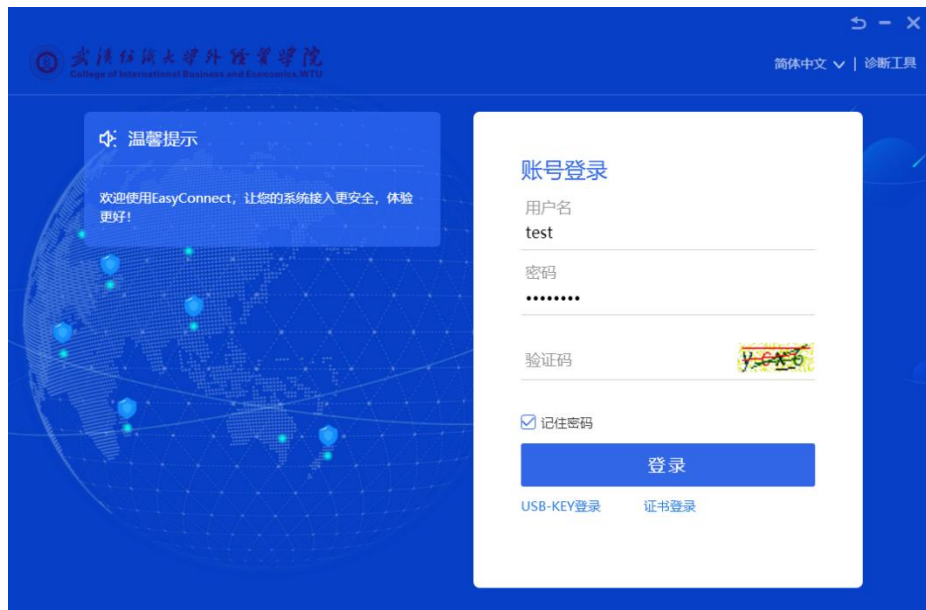 武汉纺织大学外经贸学院
College of International Business and Economics,WTU
简体中文 | 诊断工具
温馨提示
欢迎使用EasyConnect，让您的系统接入更安全，体验
更好！
账号登录
用户名
test
密码
验证码
记住密码
登录
USB-KEY登录 证书登录